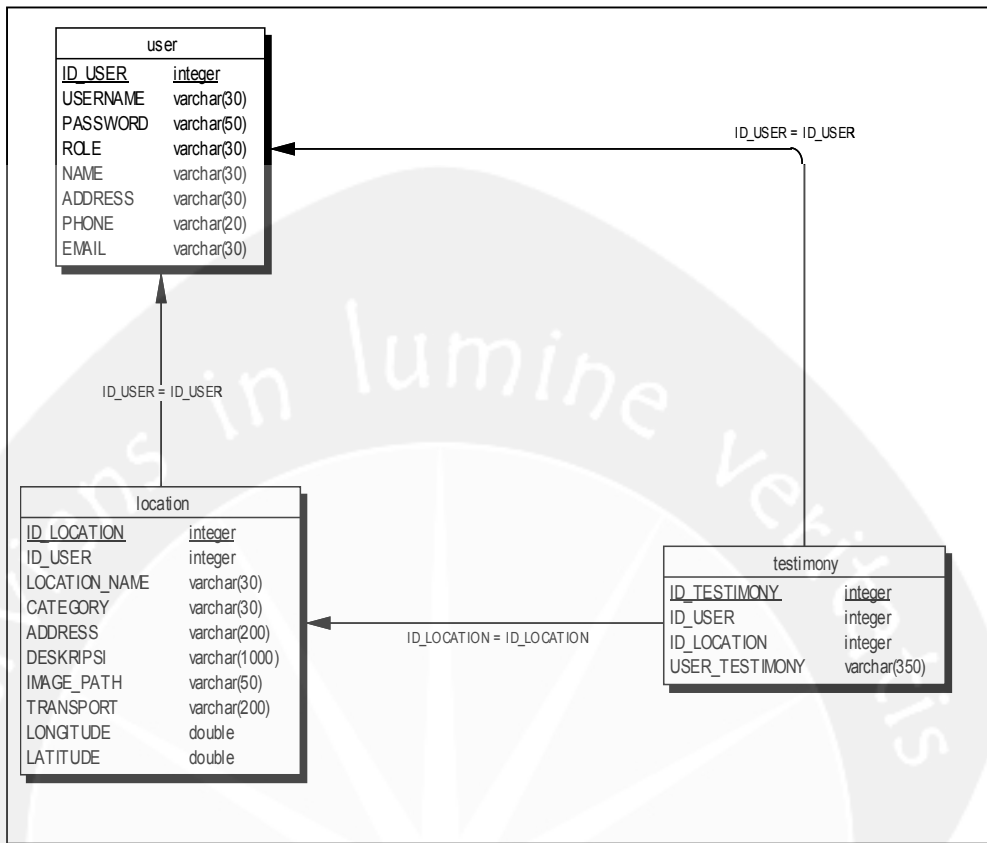 user
ID_USER integer
USERNAME varchar(30)
PASSWORD varchar(50)
ROLE varchar(30)
NAME varchar(30)
ADDRESS varchar(30)
PHONE varchar(20)
EMAIL varchar(30)
ID_USER = ID_USER
ID_USER = ID_USER
in lumine veritatis
location
ID_LOCATION integer
ID_USER integer
LOCATION_NAME varchar(30)
CATEGORY varchar(30)
ADDRESS varchar(200)
DESKRIPSI varchar(1000)
IMAGE_PATH varchar(50)
TRANSPORT varchar(200)
LONGITUDE double
LATITUDE double
ID_LOCATION = ID_LOCATION
testimony
ID_TESTIMONY integer
ID_USER integer
ID_LOCATION integer
USER_TESTIMONY varchar(350)